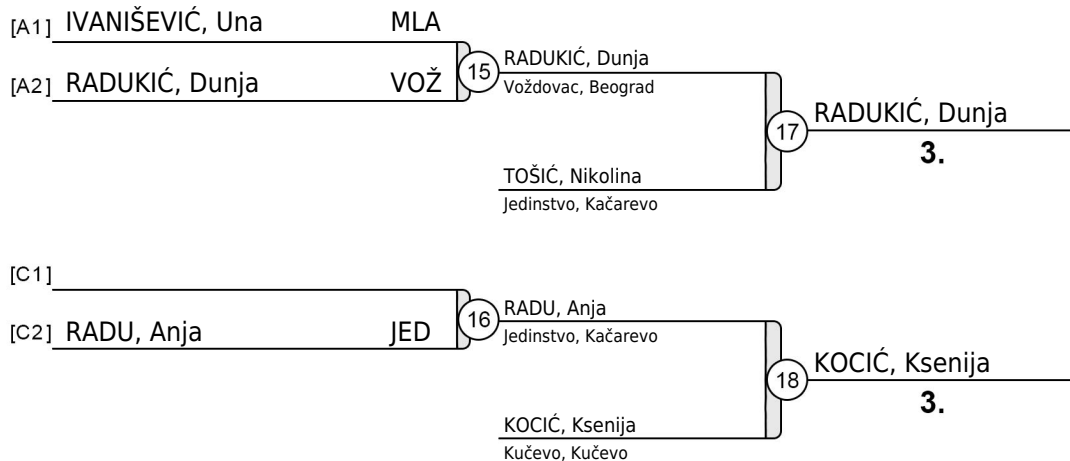 [A1] IVANIŠEVIĆ, Una MLA
[A2] RADUKIĆ, Dunja VOŽ
15
RADUKIĆ, Dunja
Voždovac, Beograd
17
RADUKIĆ, Dunja
3.
TOŠIĆ, Nikolina
Jedinstvo, Kačarevo
[C1]
[C2] RADU, Anja JED
16
RADU, Anja
Jedinstvo, Kačarevo
18
KOCIĆ, Ksenija
3.
KOCIĆ, Ksenija
Kučevo, Kučevo